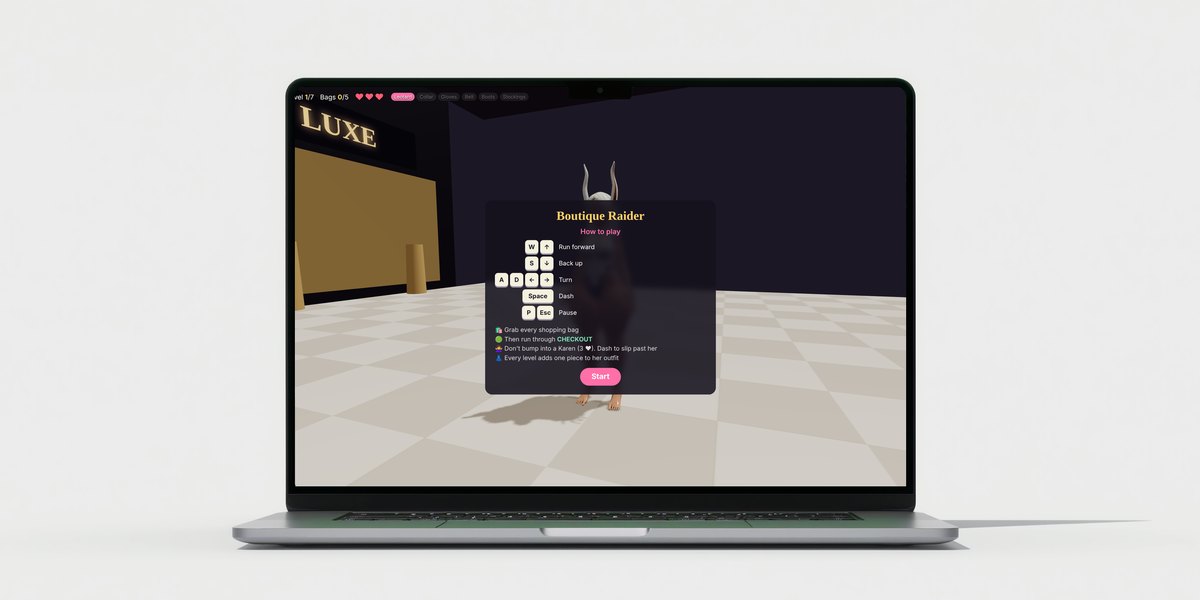 vel 1/7 Bags 0/5 Leotard Collar Gloves Belt Boots Stockings
LUXE
Boutique Raider
How to play
W ↑ Run forward
S ↓ Back up
A D ← → Turn
Space Dash
P Esc Pause
Grab every shopping bag
Then run through CHECKOUT
Don't bump into a Karen (3 ♥). Dash to slip past her
Every level adds one piece to her outfit
Start